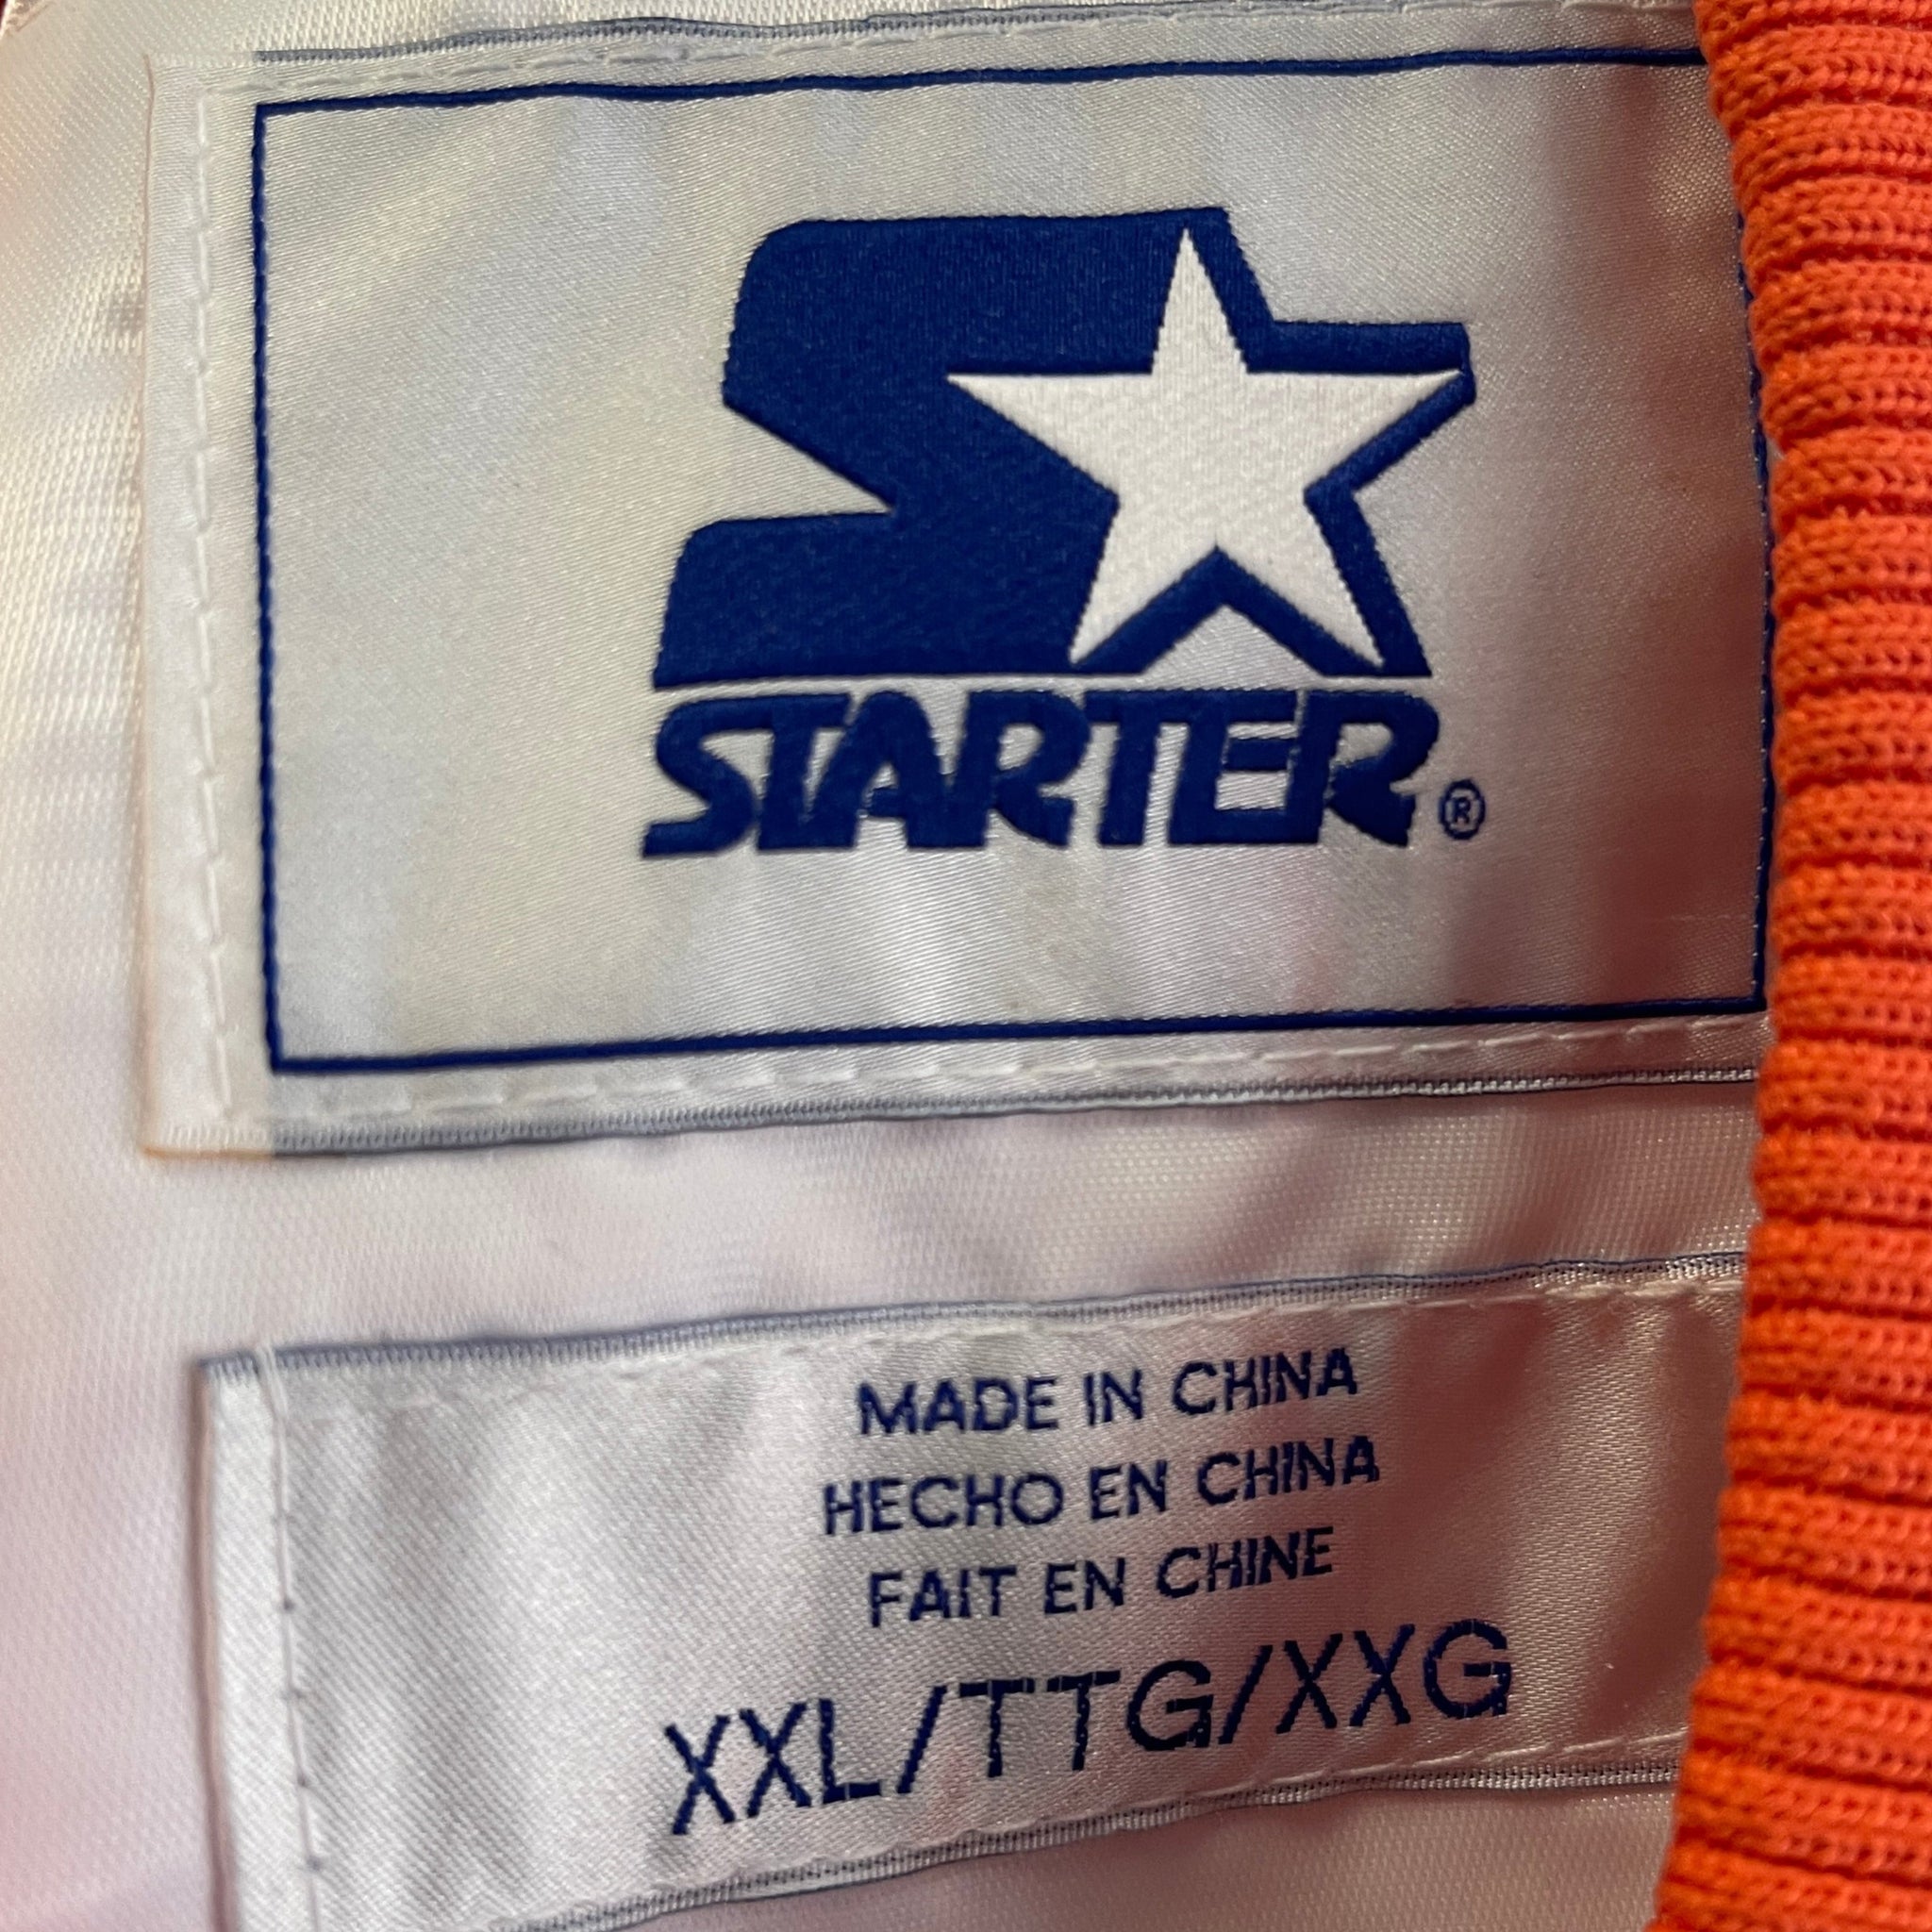 STARTER®
MADE IN CHINA
HECHO EN CHINA
FAIT EN CHINE
XXL/TTG/XXG